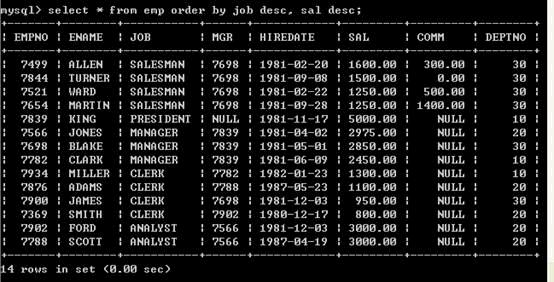 mysql> select * from emp order by job desc, sal desc;
+-------+--------+-----------+------+------------+---------+---------+--------+
| EMPNO | ENAME | JOB | MGR | HIREDATE | SAL | COMM | DEPTNO |
+-------+--------+-----------+------+------------+---------+---------+--------+
| 7499 | ALLEN | SALESMAN | 7698 | 1981-02-20 | 1600.00 | 300.00 | 30 |
| 7844 | TURNER | SALESMAN | 7698 | 1981-09-08 | 1500.00 | 0.00 | 30 |
| 7521 | WARD | SALESMAN | 7698 | 1981-02-22 | 1250.00 | 500.00 | 30 |
| 7654 | MARTIN | SALESMAN | 7698 | 1981-09-28 | 1250.00 | 1400.00 | 30 |
| 7839 | KING | PRESIDENT | NULL | 1981-11-17 | 5000.00 | NULL | 10 |
| 7566 | JONES | MANAGER | 7839 | 1981-04-02 | 2975.00 | NULL | 20 |
| 7698 | BLAKE | MANAGER | 7839 | 1981-05-01 | 2850.00 | NULL | 30 |
| 7782 | CLARK | MANAGER | 7839 | 1981-06-09 | 2450.00 | NULL | 10 |
| 7934 | MILLER | CLERK | 7782 | 1982-01-23 | 1300.00 | NULL | 10 |
| 7876 | ADAMS | CLERK | 7788 | 1987-05-23 | 1100.00 | NULL | 20 |
| 7900 | JAMES | CLERK | 7698 | 1981-12-03 | 950.00 | NULL | 30 |
| 7369 | SMITH | CLERK | 7902 | 1980-12-17 | 800.00 | NULL | 20 |
| 7902 | FORD | ANALYST | 7566 | 1981-12-03 | 3000.00 | NULL | 20 |
| 7788 | SCOTT | ANALYST | 7566 | 1987-04-19 | 3000.00 | NULL | 20 |
+-------+--------+-----------+------+------------+---------+---------+--------+
14 rows in set (0.00 sec)